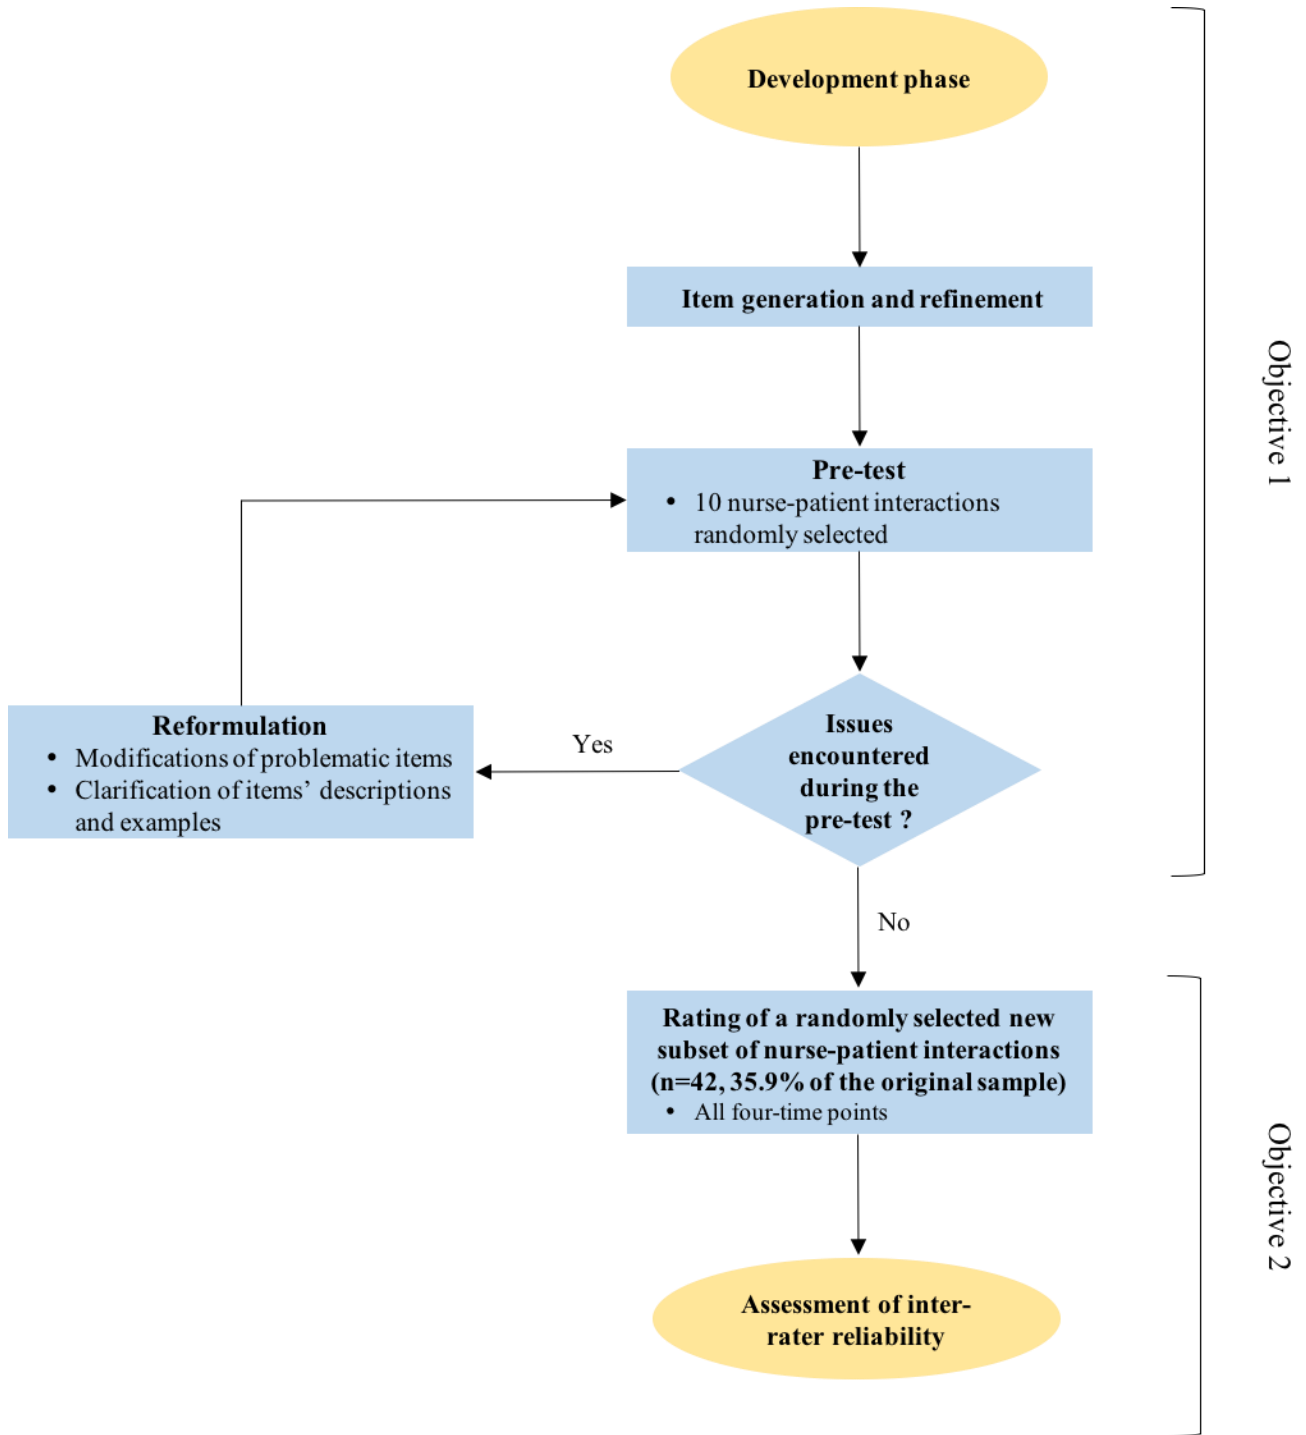 Development phase
Item generation and refinement
Objective 1
Pre-test
• 10 nurse-patient interactions
randomly selected
Reformulation
• Modifications of problematic items
• Clarification of items’ descriptions
and examples
Yes
Issues
encountered
during the
pre-test ?
No
Rating of a randomly selected new
subset of nurse-patient interactions
(n=42, 35.9% of the original sample)
• All four-time points
Objective 2
Assessment of inter-
rater reliability